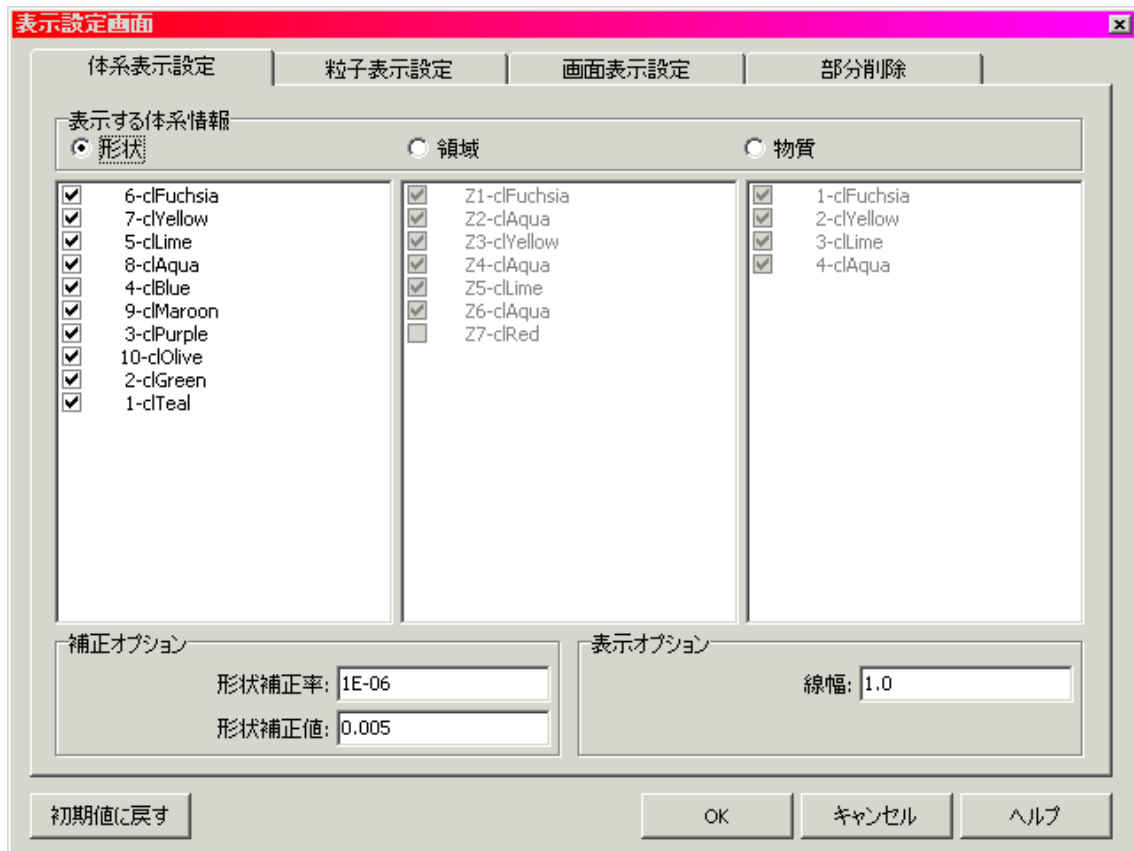 表示設定画面
体系表示設定
粒子表示設定
画面表示設定
部分削除
表示する体系情報
形状
領域
物質
6-clFuchsia
7-clYellow
5-clLime
8-clAqua
4-clBlue
9-clMaroon
3-clPurple
10-clOlive
2-clGreen
1-clTeal
Z1-clFuchsia
Z2-clAqua
Z3-clYellow
Z4-clAqua
Z5-clLime
Z6-clAqua
Z7-clRed
1-clFuchsia
2-clYellow
3-clLime
4-clAqua
補正オプション
形状補正率: 1E-06
形状補正値: 0.005
表示オプション
線幅: 1.0
初期値に戻す
OK
キャンセル
ヘルプ